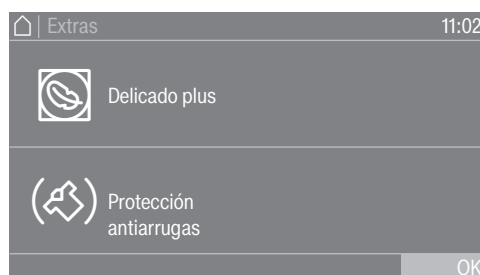 | Extras
11:02
Delicado plus
Protección
antiarrugas
OK